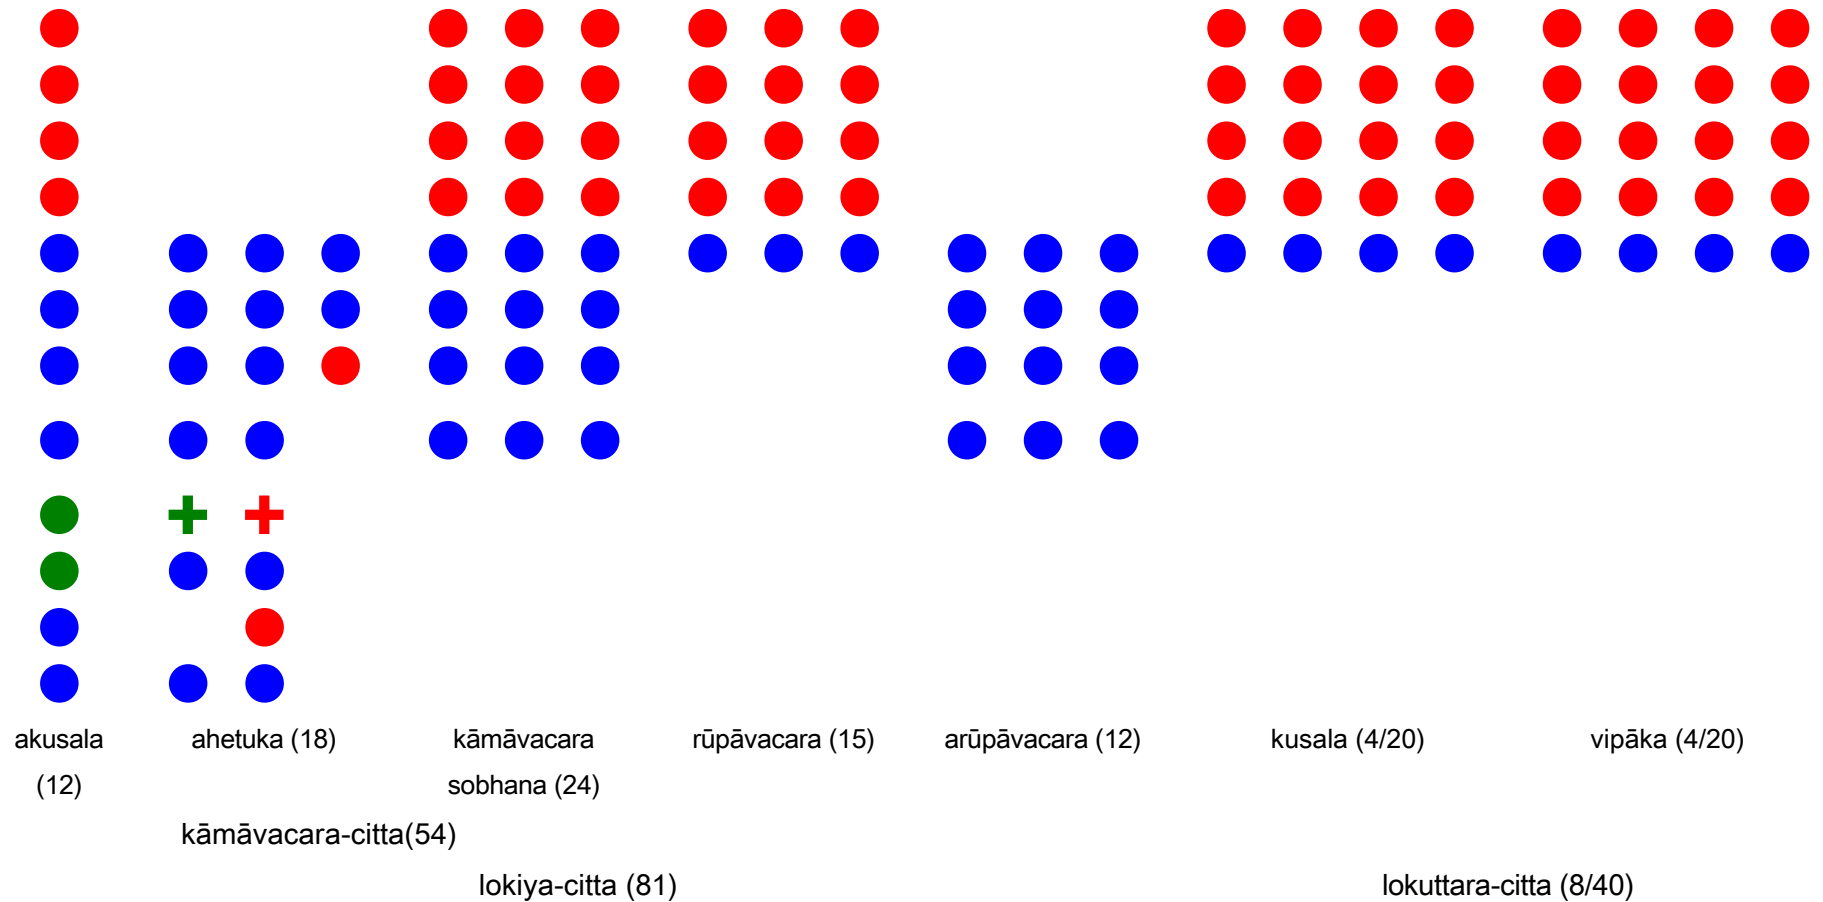 akusala
(12)
ahetuka (18)
kāmāvacara
sobhana (24)
rūpāvacara (15)
arūpāvacara (12)
kusala (4/20)
vipāka (4/20)
kāmāvacara-citta(54)
lokiya-citta (81)
lokuttara-citta (8/40)